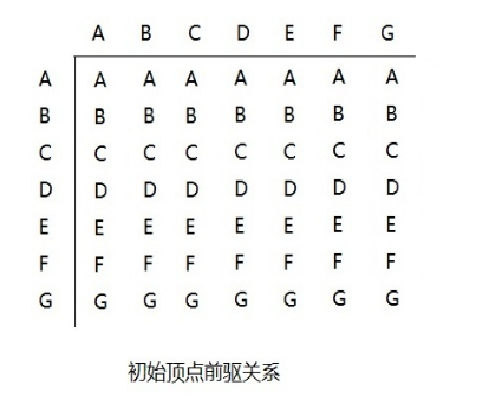 A B C D E F G
A A A A A A A A
B B B B B B B B
C C C C C C C C
D D D D D D D D
E E E E E E E E
F F F F F F F F
G G G G G G G G
初始顶点前驱关系